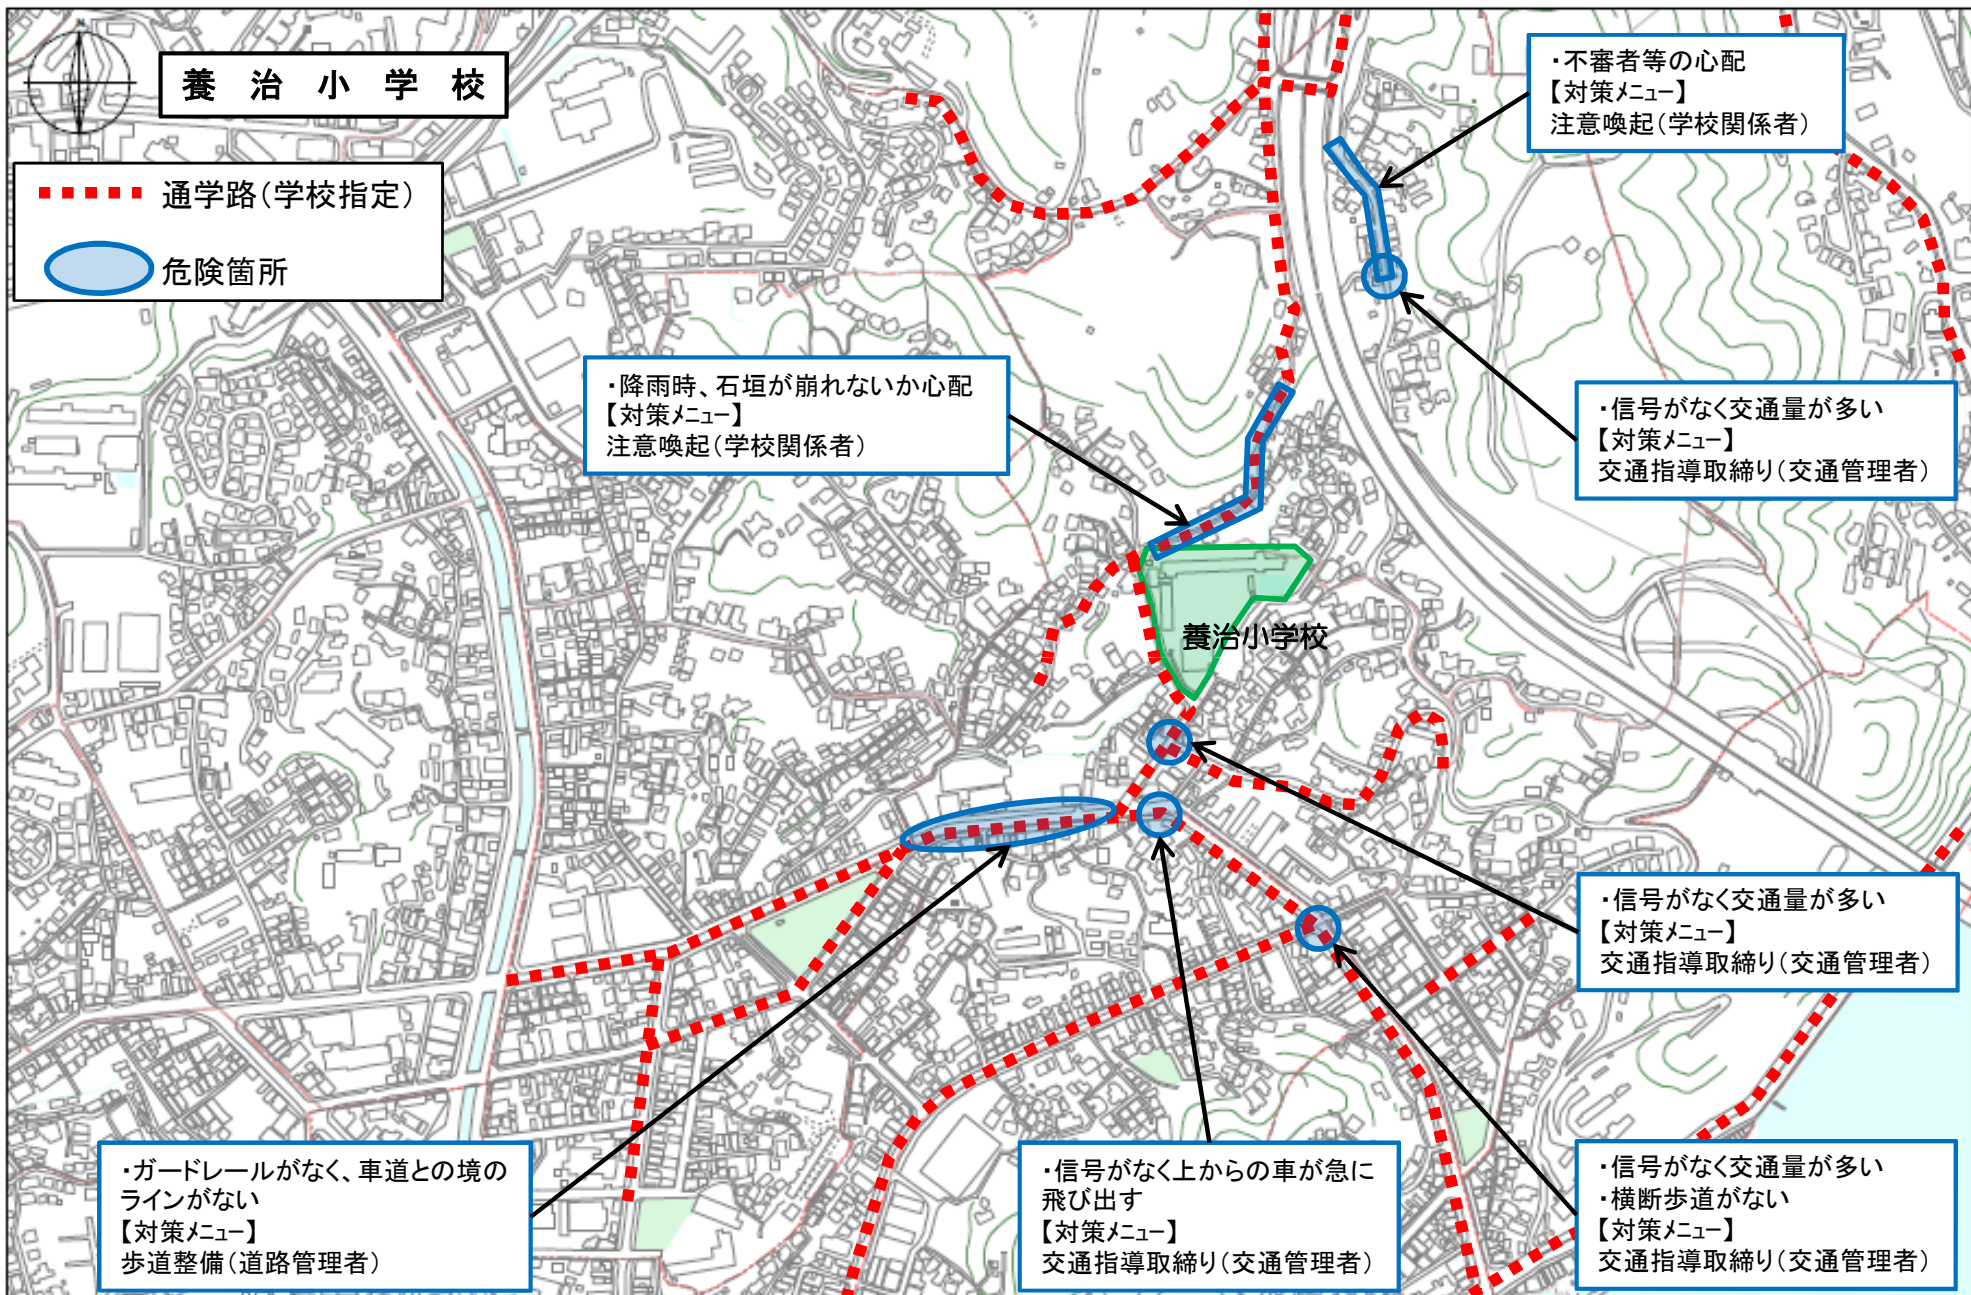 養治小学校
通学路(学校指定)
危険箇所
・不審者等の心配
【対策メニュー】
注意喚起(学校関係者)
・信号がなく交通量が多い
【対策メニュー】
交通指導取締り(交通管理者)
・降雨時、石垣が崩れないか心配
【対策メニュー】
注意喚起(学校関係者)
養治小学校
・信号がなく交通量が多い
【対策メニュー】
交通指導取締り(交通管理者)
・ガードレールがなく、車道との境の
ラインがない
【対策メニュー】
歩道整備(道路管理者)
・信号がなく上からの車が急に
飛び出す
【対策メニュー】
交通指導取締り(交通管理者)
・信号がなく交通量が多い
・横断歩道がない
【対策メニュー】
交通指導取締り(交通管理者)